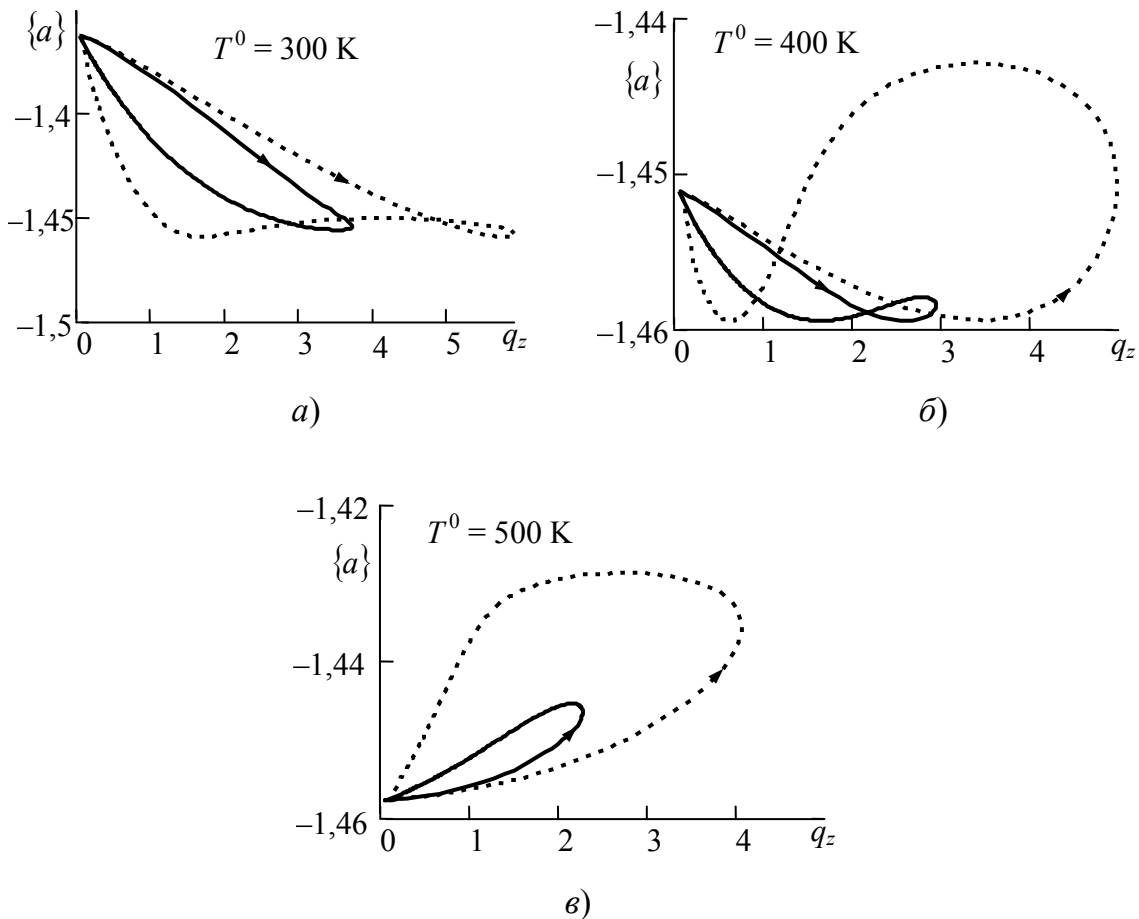 {a}
T⁰ = 300 K
–1,4
–1,45
–1,5
0 1 2 3 4 5 q_z
а)
–1,44
T⁰ = 400 K
{a}
–1,45
–1,46
0 1 2 3 4 q_z
б)
–1,42
T⁰ = 500 K
{a}
–1,44
–1,46
0 1 2 3 4 q_z
в)